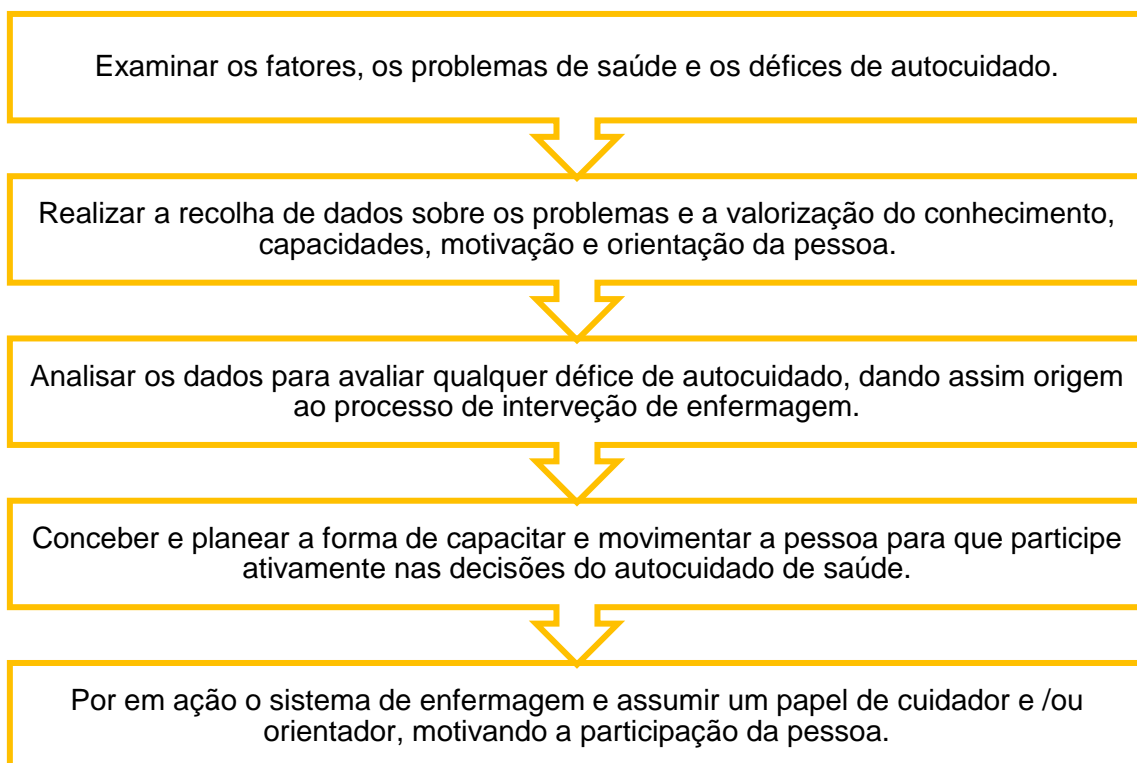 Examinar os fatores, os problemas de saúde e os défices de autocuidado.
Realizar a recolha de dados sobre os problemas e a valorização do conhecimento,
capacidades, motivação e orientação da pessoa.
Analisar os dados para avaliar qualquer défice de autocuidado, dando assim origem
ao processo de interveção de enfermagem.
Conceber e planear a forma de capacitar e movimentar a pessoa para que participe
ativamente nas decisões do autocuidado de saúde.
Por em ação o sistema de enfermagem e assumir um papel de cuidador e /ou
orientador, motivando a participação da pessoa.